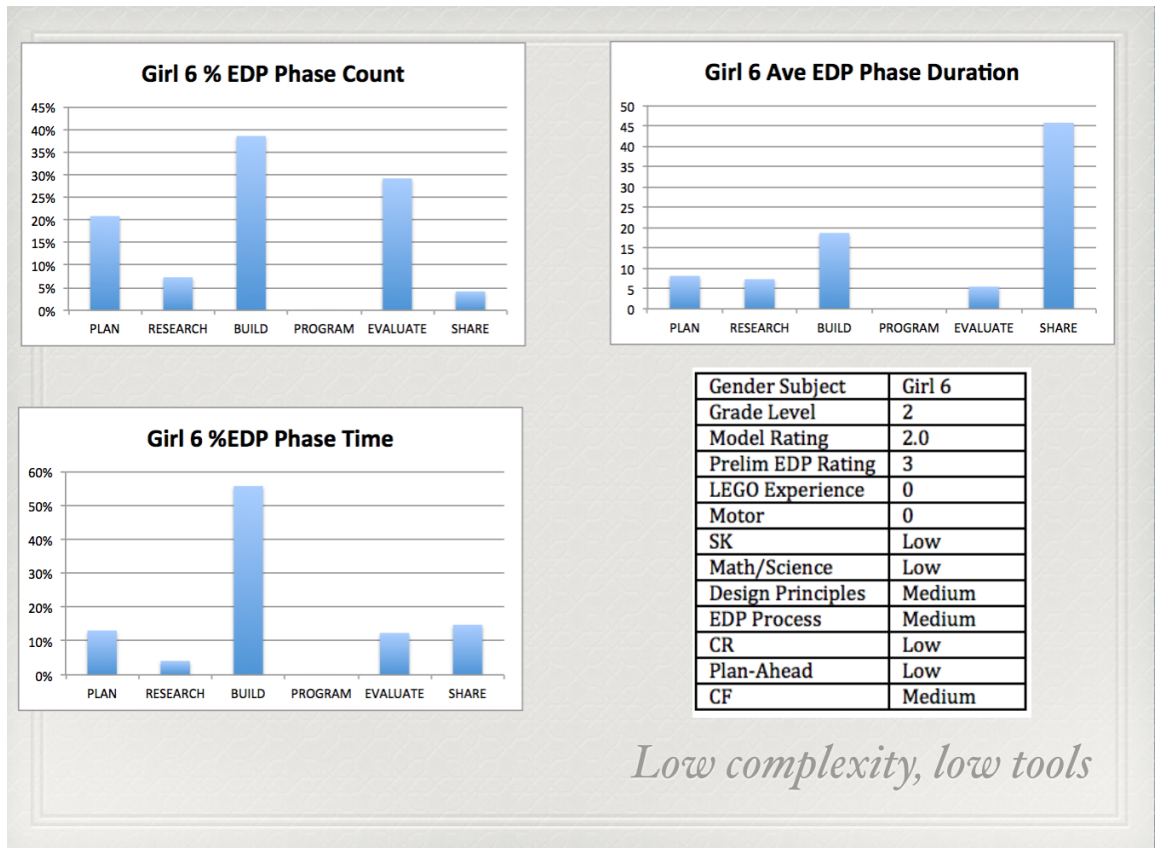 Girl 6 % EDP Phase Count
45%
40%
35%
30%
25%
20%
15%
10%
5%
0%
PLAN RESEARCH BUILD PROGRAM EVALUATE SHARE
Girl 6 Ave EDP Phase Duration
50
45
40
35
30
25
20
15
10
5
0
PLAN RESEARCH BUILD PROGRAM EVALUATE SHARE
Girl 6 %EDP Phase Time
60%
50%
40%
30%
20%
10%
0%
PLAN RESEARCH BUILD PROGRAM EVALUATE SHARE
Gender Subject Girl 6
Grade Level 2
Model Rating 2.0
Prelim EDP Rating 3
LEGO Experience 0
Motor 0
SK Low
Math/Science Low
Design Principles Medium
EDP Process Medium
CR Low
Plan-Ahead Low
CF Medium
Low complexity, low tools